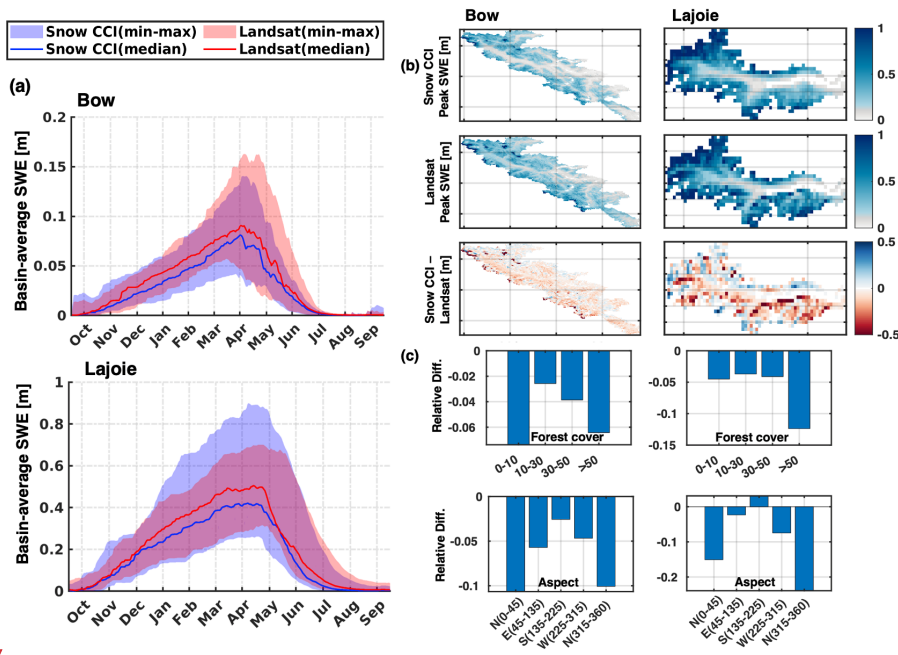 Snow CCI(min-max) Landsat(min-max)
Snow CCI(median) Landsat(median)
(a)
Bow
Basin-average SWE [m]
0.2
0.15
0.1
0.05
0
Oct Nov Dec Jan Feb Mar Apr May Jun Jul Aug Sep
Lajoie
Basin-average SWE [m]
1
0.8
0.6
0.4
0.2
0
Oct Nov Dec Jan Feb Mar Apr May Jun Jul Aug Sep
Bow Lajoie
(b)
Snow CCI
Peak SWE [m]
1
0.5
0
Landsat
Peak SWE [m]
1
0.5
0
Snow CCI –
Landsat [m]
0.5
0
-0.5
(c)
Relative Diff.
0
-0.02
-0.04
-0.06
Forest cover
0-10 10-30 30-50 >50
0
-0.05
-0.1
-0.15
Forest cover
0-10 10-30 30-50 >50
Relative Diff.
0
-0.05
-0.1
Aspect
N(0-45) E(45-135) S(135-225) W(225-315) N(315-360)
0
-0.1
-0.2
Aspect
N(0-45) E(45-135) S(135-225) W(225-315) N(315-360)